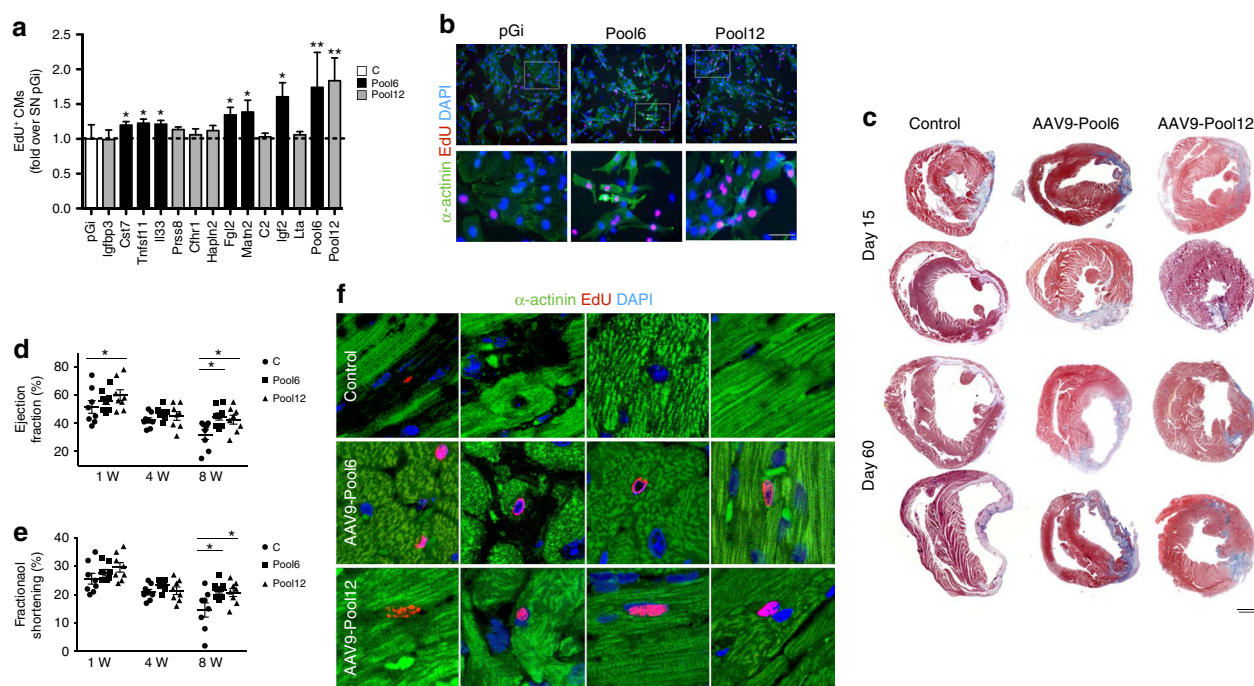 a
EdU+ CMs
(fold over SN pGi)
2.5
2.0
1.5
1.0
0.5
0.0
* * * * * * ** **
C
Pool6
Pool12
pGi
Igfbp3
Cst7
Tnfsf11
Il33
Prss8
Cfhr1
Hapln2
Fgl2
Matn2
C2
Igf2
Lta
Pool6
Pool12
b
pGi Pool6 Pool12
α-actinin EdU DAPI
c
Control AAV9-Pool6 AAV9-Pool12
Day 15
Day 60
d
Ejection
fraction (%)
80
60
40
20
*
*
*
C
Pool6
Pool12
1 W 4 W 8 W
e
Fractionaol
shortening (%)
40
30
20
10
0
*
*
C
Pool6
Pool12
1 W 4 W 8 W
f
α-actinin EdU DAPI
Control
AAV9-Pool6
AAV9-Pool12